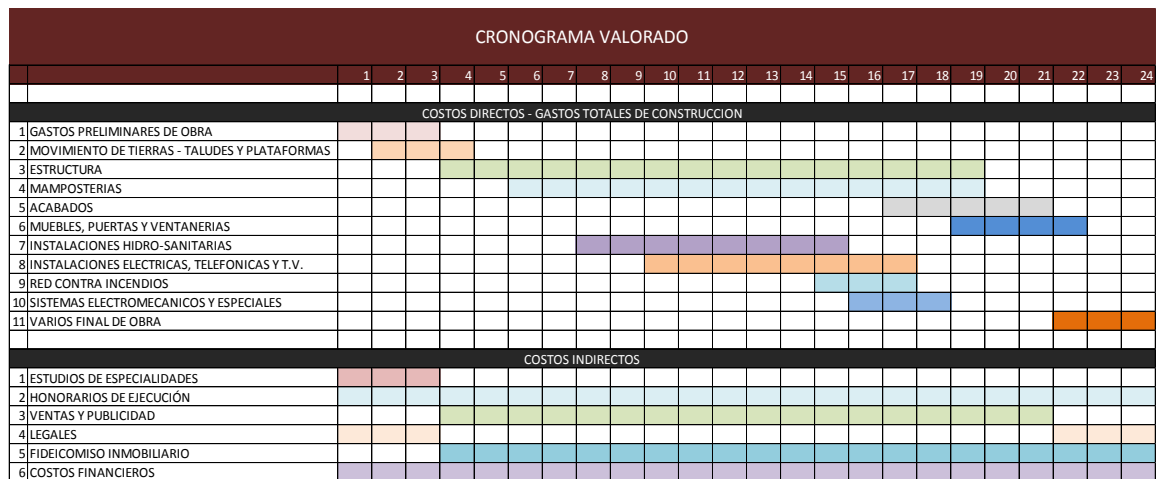 CRONOGRAMA VALORADO
1 2 3 4 5 6 7 8 9 10 11 12 13 14 15 16 17 18 19 20 21 22 23 24
COSTOS DIRECTOS - GASTOS TOTALES DE CONSTRUCCION
1 GASTOS PRELIMINARES DE OBRA
2 MOVIMIENTO DE TIERRAS - TALUDES Y PLATAFORMAS
3 ESTRUCTURA
4 MAMPOSTERIAS
5 ACABADOS
6 MUEBLES, PUERTAS Y VENTANERIAS
7 INSTALACIONES HIDRO-SANITARIAS
8 INSTALACIONES ELECTRICAS, TELEFONICAS Y T.V.
9 RED CONTRA INCENDIOS
10 SISTEMAS ELECTROMECANICOS Y ESPECIALES
11 VARIOS FINAL DE OBRA
COSTOS INDIRECTOS
1 ESTUDIOS DE ESPECIALIDADES
2 HONORARIOS DE EJECUCIÓN
3 VENTAS Y PUBLICIDAD
4 LEGALES
5 FIDEICOMISO INMOBILIARIO
6 COSTOS FINANCIEROS